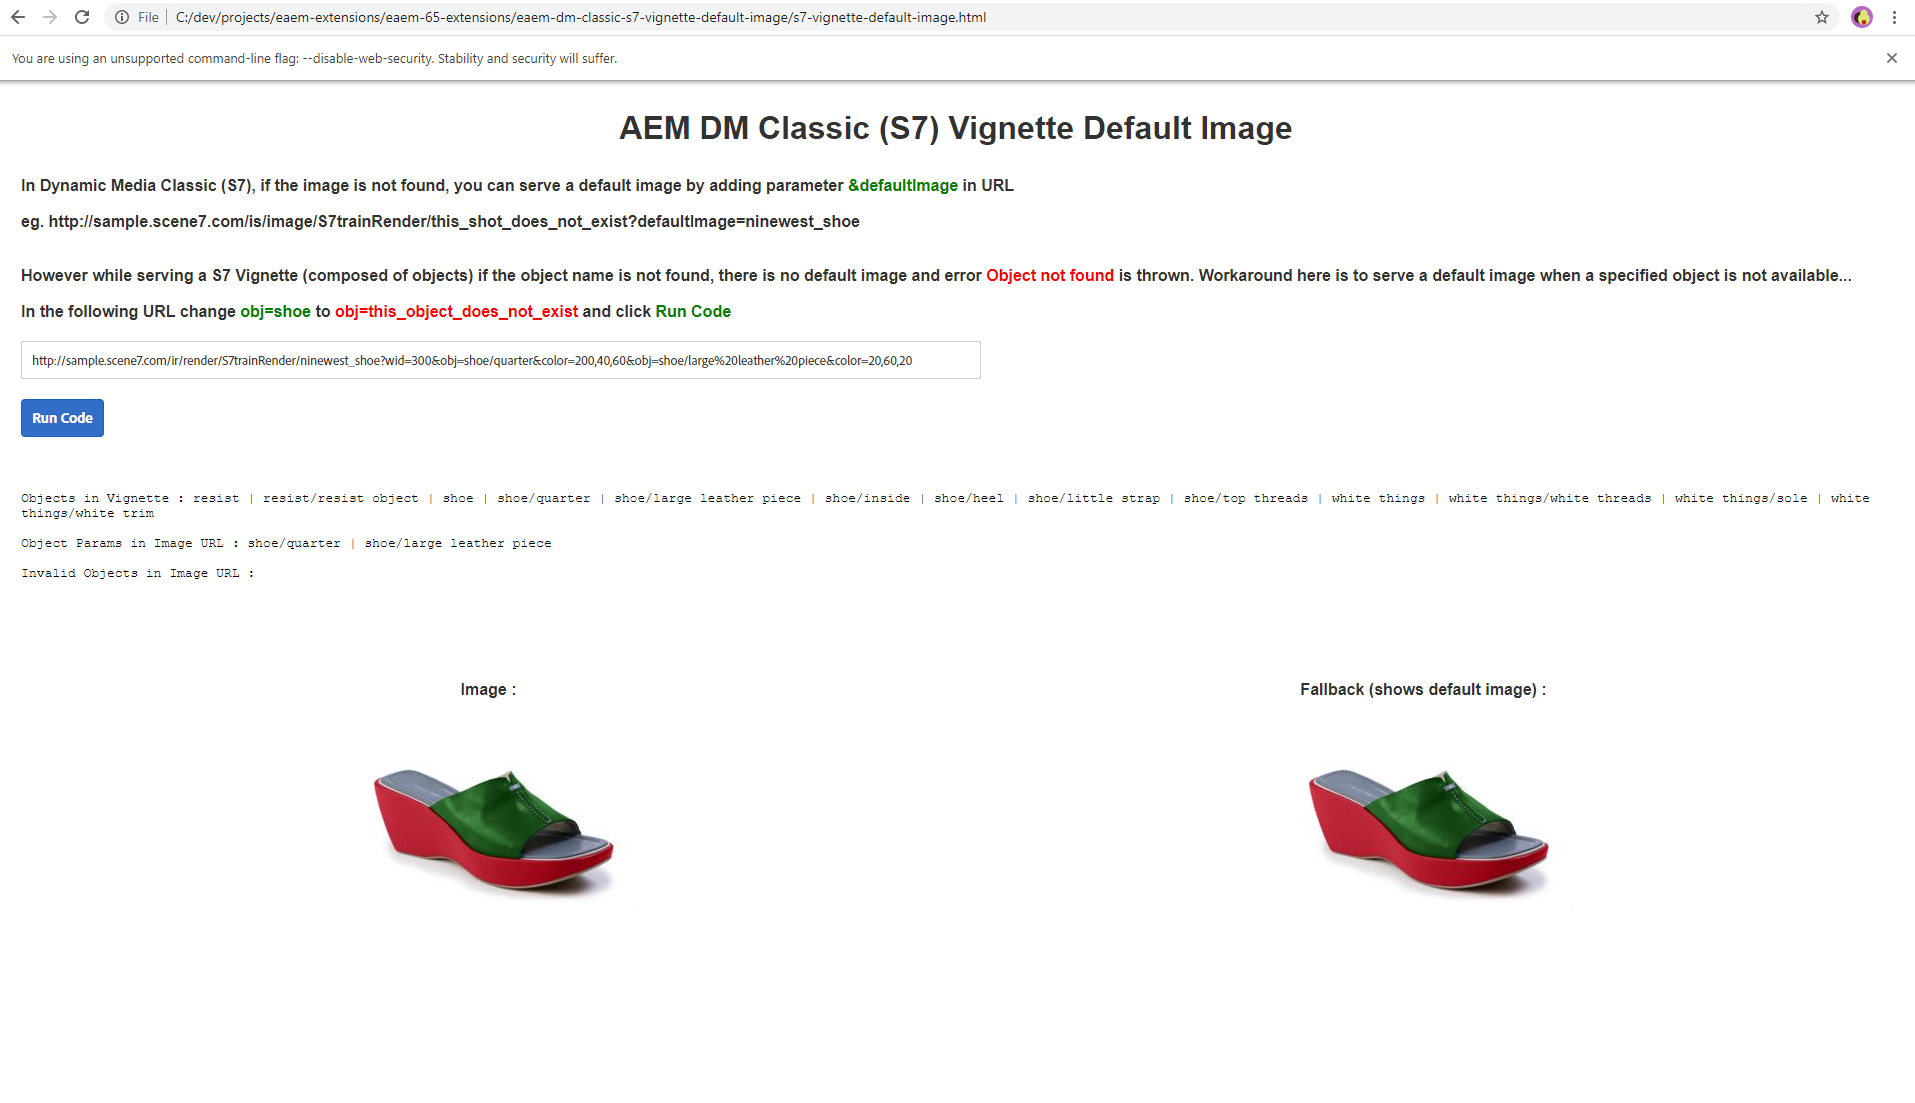 File
C:/dev/projects/eaem-extensions/eaem-65-extensions/eaem-dm-classic-s7-vignette-default-image/s7-vignette-default-image.html
You are using an unsupported command-line flag: --disable-web-security. Stability and security will suffer.
AEM DM Classic (S7) Vignette Default Image
In Dynamic Media Classic (S7), if the image is not found, you can serve a default image by adding parameter &defaultImage in URL
eg. http://sample.scene7.com/is/image/S7trainRender/this_shot_does_not_exist?defaultImage=ninewest_shoe
However while serving a S7 Vignette (composed of objects) if the object name is not found, there is no default image and error Object not found is thrown. Workaround here is to serve a default image when a specified object is not available...
In the following URL change obj=shoe to obj=this_object_does_not_exist and click Run Code
http://sample.scene7.com/ir/render/S7trainRender/ninewest_shoe?wid=300&obj=shoe/quarter&color=200,40,60&obj=shoe/large%20leather%20piece&color=20,60,20
Run Code
Objects in Vignette : resist | resist/resist object | shoe | shoe/quarter | shoe/large leather piece | shoe/inside | shoe/heel | shoe/little strap | shoe/top threads | white things | white things/white threads | white things/sole | white
things/white trim
Object Params in Image URL : shoe/quarter | shoe/large leather piece
Invalid Objects in Image URL :
Image :
Fallback (shows default image) :